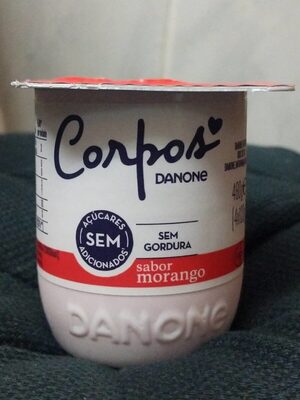 Corpos
DANONE
AÇÚCARES
SEM
ADICIONADOS
SEM
GORDURA
sabor
morango
DANONE